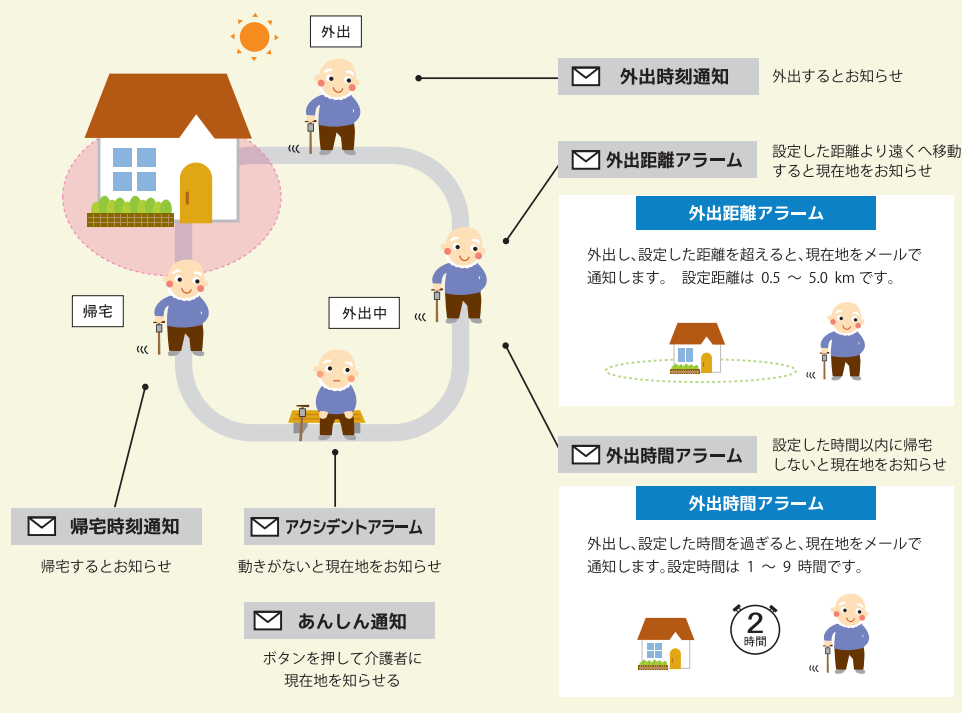 外出
外出時刻通知
外出するとお知らせ
外出距離アラーム
設定した距離より遠くへ移動
すると現在地をお知らせ
外出距離アラーム
外出し、設定した距離を超えると、現在地をメールで
通知します。 設定距離は 0.5 ～ 5.0 km です。
帰宅
外出中
外出時間アラーム
設定した時間以内に帰宅
しないと現在地をお知らせ
外出時間アラーム
外出し、設定した時間を過ぎると、現在地をメールで
通知します。設定時間は 1 ～ 9 時間です。
2
時間
帰宅時刻通知
帰宅するとお知らせ
アクシデントアラーム
動きがないと現在地をお知らせ
あんしん通知
ボタンを押して介護者に
現在地を知らせる